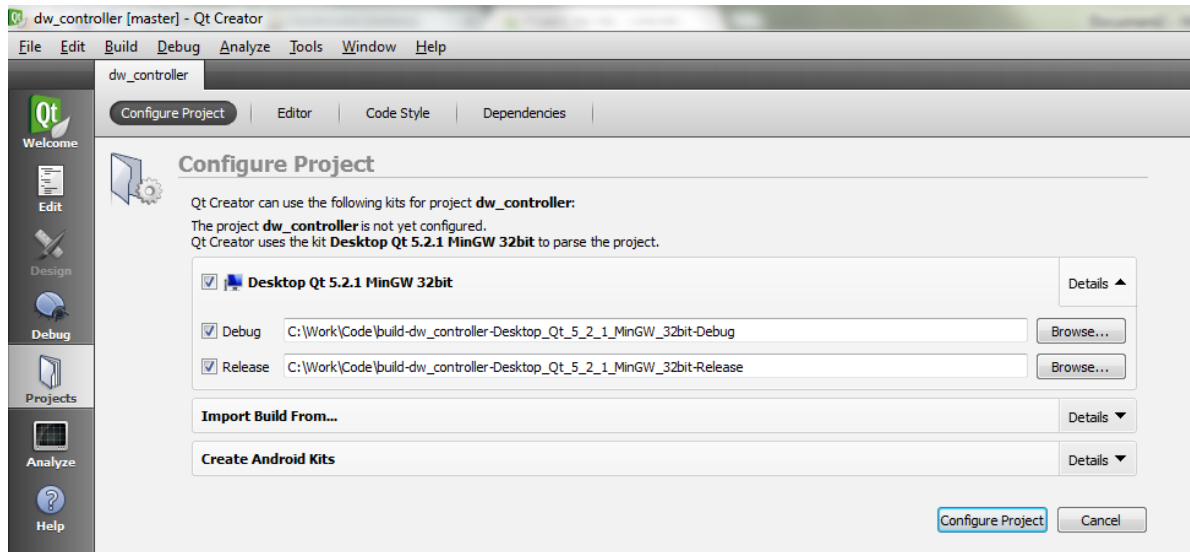 dw_controller [master] - Qt Creator
File Edit Build Debug Analyze Tools Window Help
dw_controller
Configure Project Editor Code Style Dependencies
Qt
Welcome
Edit
Design
Debug
Projects
Analyze
Help
Configure Project
Qt Creator can use the following kits for project dw_controller:
The project dw_controller is not yet configured.
Qt Creator uses the kit Desktop Qt 5.2.1 MinGW 32bit to parse the project.
Desktop Qt 5.2.1 MinGW 32bit Details
Debug C:\Work\Code\build-dw_controller-Desktop_Qt_5_2_1_MinGW_32bit-Debug Browse...
Release C:\Work\Code\build-dw_controller-Desktop_Qt_5_2_1_MinGW_32bit-Release Browse...
Import Build From... Details
Create Android Kits Details
Configure Project Cancel